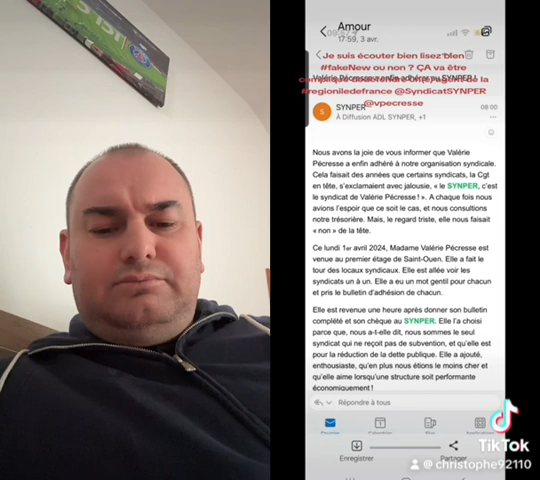 Amour
17:59, 3 avr.
Je suis écouter bien lisez bien
#fakeNew ou non ? ÇA va être
#regioniledefrance @SyndicatSYNPER
@vpecresse
SYNPER
08:00
À Diffusion ADL SYNPER, +1
Nous avons la joie de vous informer que Valérie
Pécresse a enfin adhéré à notre organisation syndicale.
Cela faisait des années que certains syndicats, la Cgt
en tête, s'exclamaient avec jalousie, « le SYNPER, c'est
le syndicat de Valérie Pécresse ! ». A chaque fois nous
avions l'espoir que ce soit le cas, et nous consultions
notre trésorière. Mais, le regard triste, elle nous faisait
« non » de la tête.
Ce lundi 1er avril 2024, Madame Valérie Pécresse est
venue au premier étage de Saint-Ouen. Elle a fait le
tour des locaux syndicaux. Elle est allée voir les
syndicats un à un. Elle a eu un mot gentil pour chacun
et pris le bulletin d'adhésion de chacun.
Elle est revenue une heure après donner son bulletin
complété et son chèque au SYNPER. Elle l'a choisi
parce que, nous a-t-elle dit, nous sommes le seul
syndicat qui ne reçoit pas de subvention, et qu'elle est
pour la réduction de la dette publique. Elle a ajouté,
enthousiaste, qu'en plus nous étions le moins cher et
qu'elle aime lorsqu'une structure soit performante
économiquement !
Répondre à tous
Enregistrer
Partager
TikTok
@christophe92110